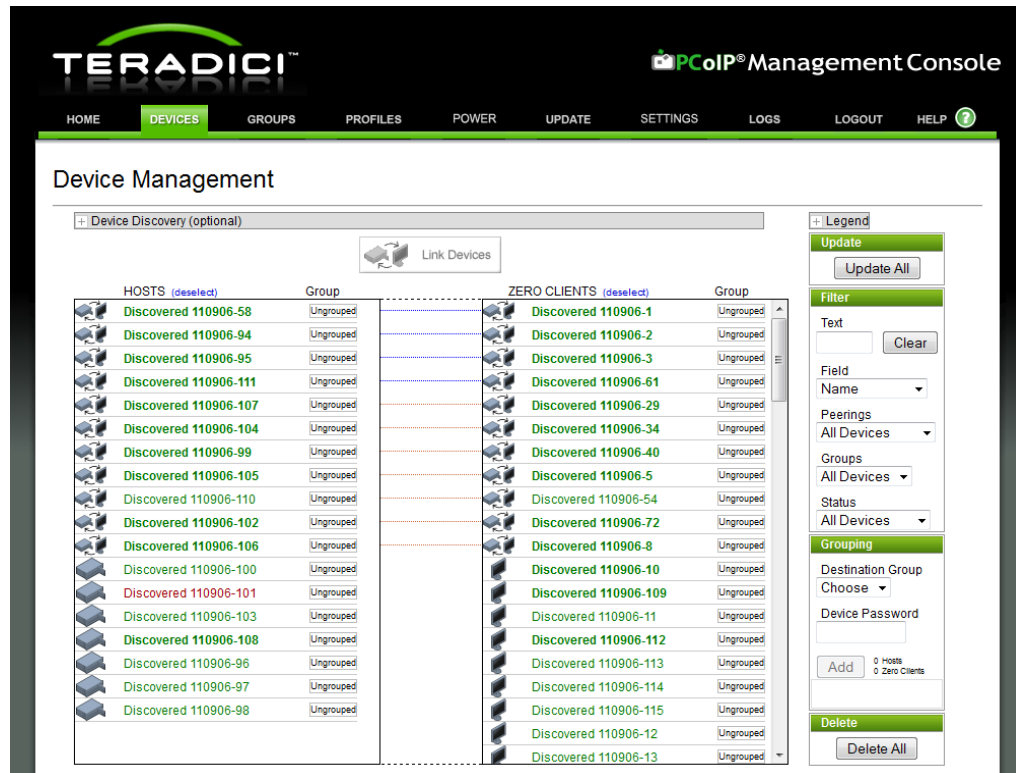 TERADICI™
PCoIP® Management Console
HOME DEVICES GROUPS PROFILES POWER UPDATE SETTINGS LOGS LOGOUT HELP ?
Device Management
+ Device Discovery (optional)
+ Legend
Link Devices
HOSTS (deselect) Group ZERO CLIENTS (deselect) Group
Discovered 110906-58 Ungrouped Discovered 110906-1 Ungrouped
Discovered 110906-94 Ungrouped Discovered 110906-2 Ungrouped
Discovered 110906-95 Ungrouped Discovered 110906-3 Ungrouped
Discovered 110906-111 Ungrouped Discovered 110906-61 Ungrouped
Discovered 110906-107 Ungrouped Discovered 110906-29 Ungrouped
Discovered 110906-104 Ungrouped Discovered 110906-34 Ungrouped
Discovered 110906-99 Ungrouped Discovered 110906-40 Ungrouped
Discovered 110906-105 Ungrouped Discovered 110906-5 Ungrouped
Discovered 110906-110 Ungrouped Discovered 110906-54 Ungrouped
Discovered 110906-102 Ungrouped Discovered 110906-72 Ungrouped
Discovered 110906-106 Ungrouped Discovered 110906-8 Ungrouped
Discovered 110906-100 Ungrouped Discovered 110906-10 Ungrouped
Discovered 110906-101 Ungrouped Discovered 110906-109 Ungrouped
Discovered 110906-103 Ungrouped Discovered 110906-11 Ungrouped
Discovered 110906-108 Ungrouped Discovered 110906-112 Ungrouped
Discovered 110906-96 Ungrouped Discovered 110906-113 Ungrouped
Discovered 110906-97 Ungrouped Discovered 110906-114 Ungrouped
Discovered 110906-98 Ungrouped Discovered 110906-115 Ungrouped
Discovered 110906-12 Ungrouped
Discovered 110906-13 Ungrouped
Update
Update All
Filter
Text
Clear
Field
Name
Peerings
All Devices
Groups
All Devices
Status
All Devices
Grouping
Destination Group
Choose
Device Password
Add 0 Hosts
0 Zero Clients
Delete
Delete All